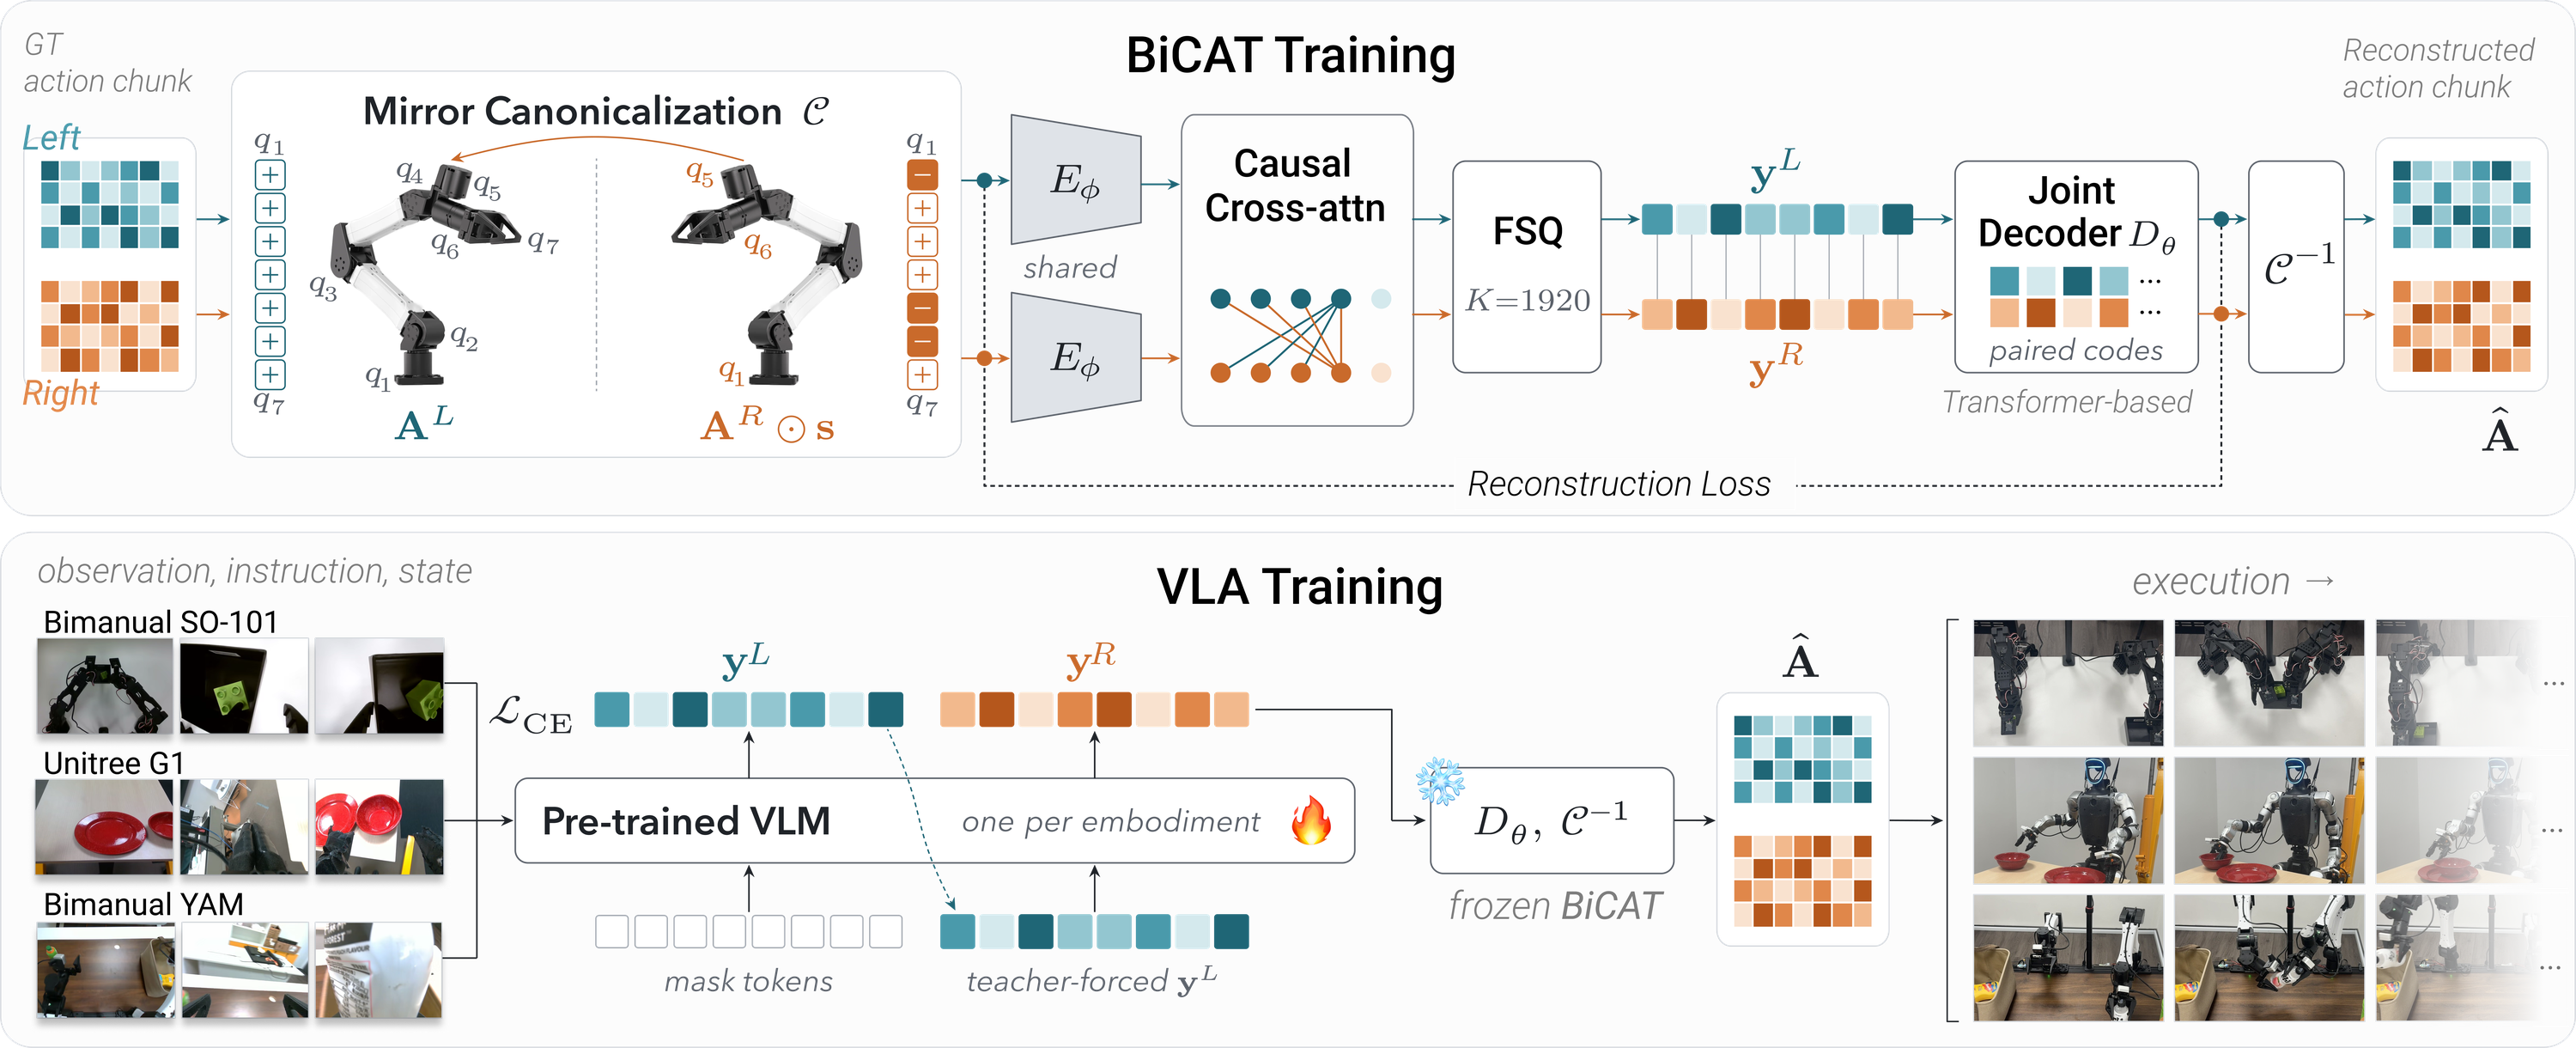 BiCAT Training
GT
action chunk
Left
Right
Mirror Canonicalization 𝒞
q1
+
+
+
+
+
+
+
q7
q4
q5
q6
q7
q3
q2
q1
A^L
q5
q6
q1
A^R ⊙ s
q1
−
+
+
+
−
−
+
q7
E_ϕ
shared
E_ϕ
Causal
Cross-attn
FSQ
K=1920
y^L
y^R
Joint
Decoder D_θ
...
...
paired codes
Transformer-based
𝒞^−1
Reconstructed
action chunk
Â
Reconstruction Loss
VLA Training
observation, instruction, state
Bimanual SO-101
Unitree G1
Bimanual YAM
ℒ_CE
y^L
y^R
Pre-trained VLM
one per embodiment
mask tokens
teacher-forced y^L
D_θ, 𝒞^−1
frozen BiCAT
Â
execution →
...
...
...